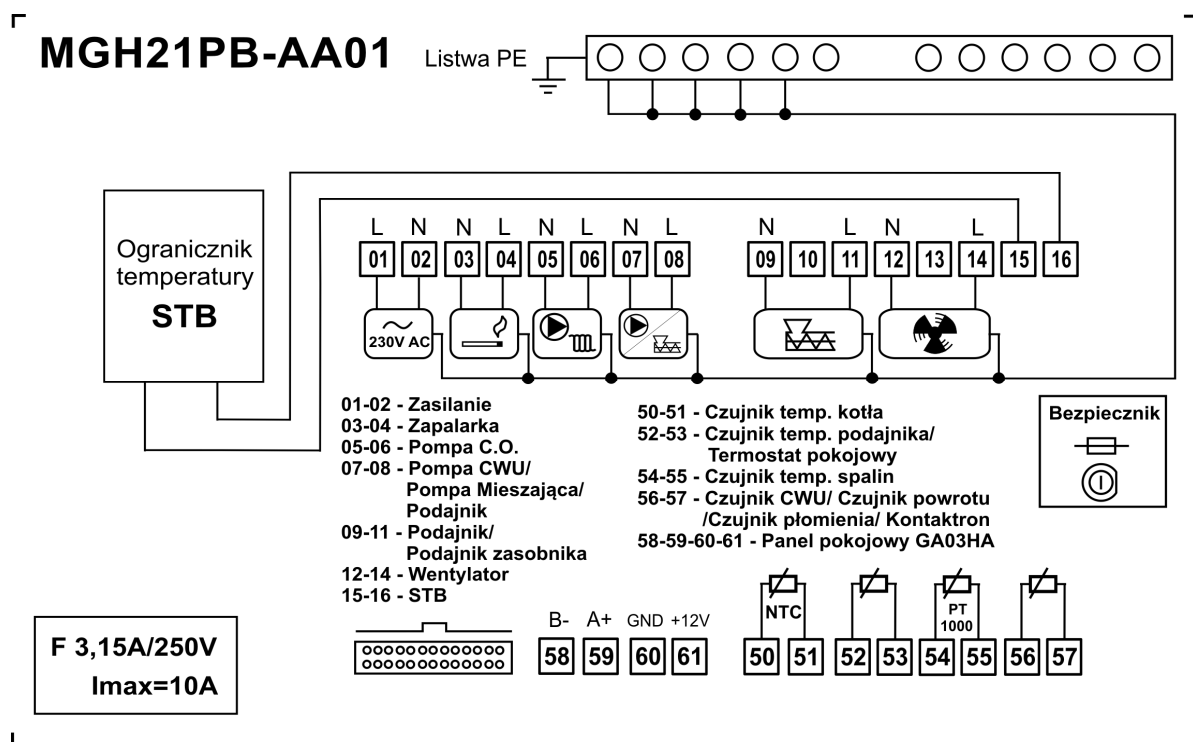 MGH21PB-AA01
Listwa PE
Ogranicznik
temperatury
STB
L N N L N L N L N L N L
01 02 03 04 05 06 07 08 09 10 11 12 13 14 15 16
230V AC
01-02 - Zasilanie
03-04 - Zapalarka
05-06 - Pompa C.O.
07-08 - Pompa CWU/
Pompa Mieszająca/
Podajnik
09-11 - Podajnik/
Podajnik zasobnika
12-14 - Wentylator
15-16 - STB
50-51 - Czujnik temp. kotła
52-53 - Czujnik temp. podajnika/
Termostat pokojowy
54-55 - Czujnik temp. spalin
56-57 - Czujnik CWU/ Czujnik powrotu
/Czujnik płomienia/ Kontaktron
58-59-60-61 - Panel pokojowy GA03HA
Bezpiecznik
F 3,15A/250V
Imax=10A
B- A+ GND +12V
58 59 60 61
NTC
PT
1000
50 51 52 53 54 55 56 57